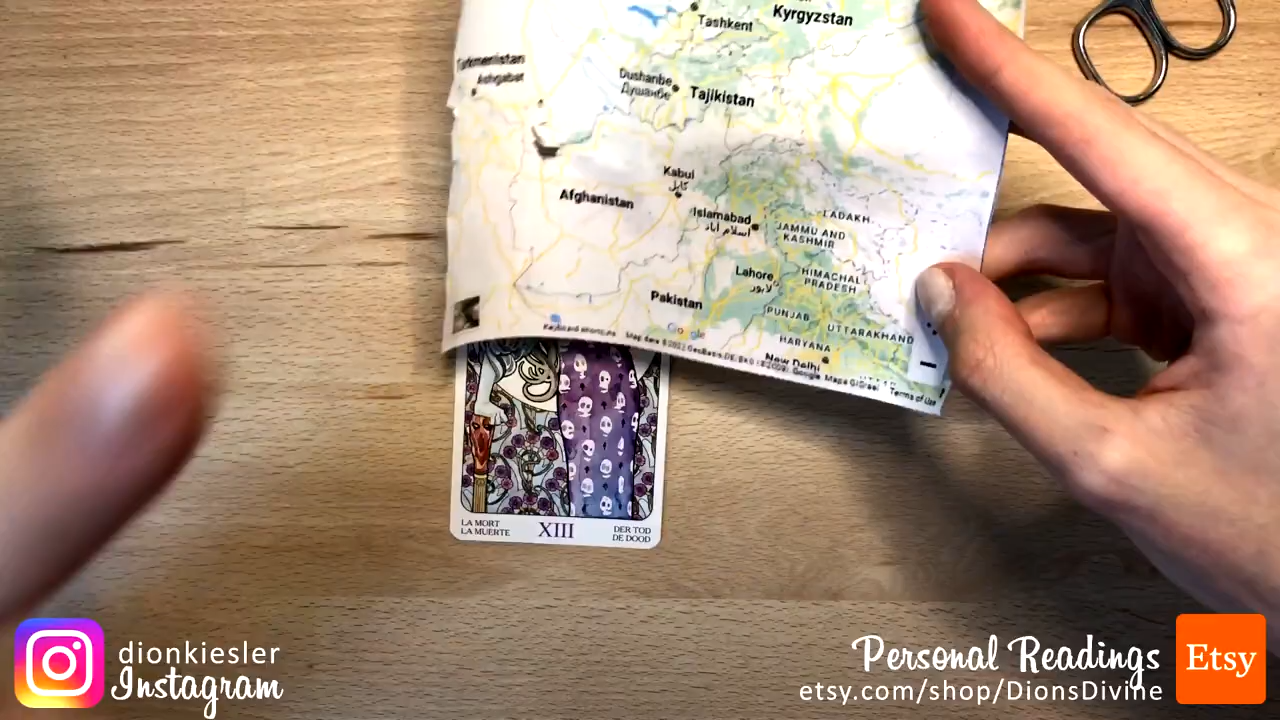 Tashkent
Kyrgyzstan
Turkmenistan
Ashgabat
Dushanbe
Душанбе
Tajikistan
Kabul
کابل
Afghanistan
Islamabad
اسلام آباد
LADAKH
JAMMU AND
KASHMIR
Lahore
لاہور
HIMACHAL
PRADESH
Pakistan
PUNJAB
UTTARAKHAND
HARYANA
New Delhi
Keyboard shortcuts
Google
Terms of Use
LA MORT
LA MUERTE
XIII
DER TOD
DE DOOD
dionkiesler
Instagram
Personal Readings
etsy.com/shop/DionsDivine
Etsy